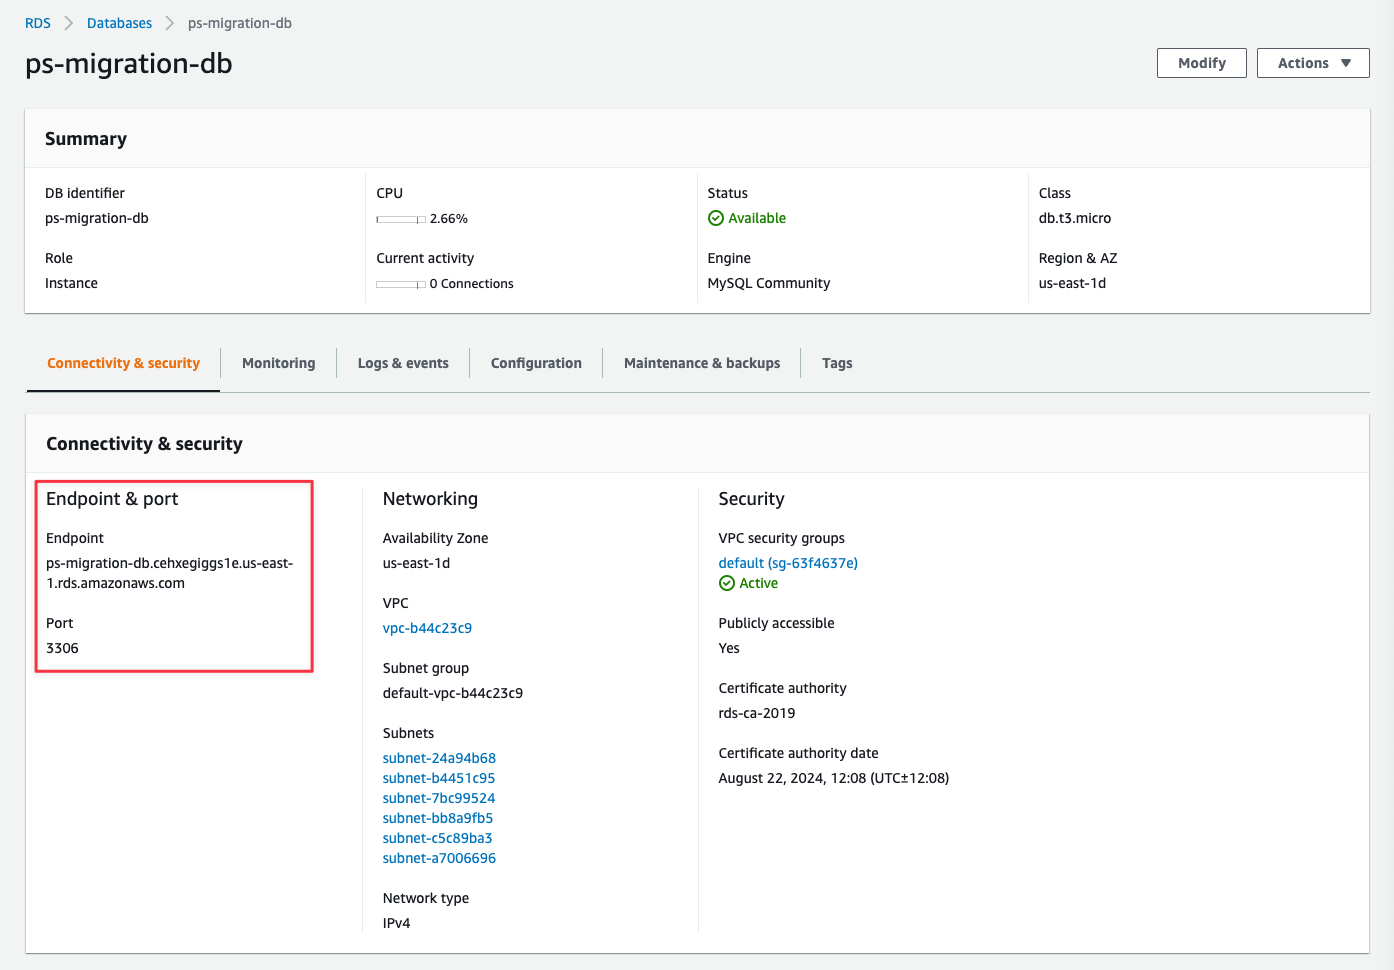 RDS > Databases > ps-migration-db
ps-migration-db
Modify
Actions ▼
Summary
DB identifier
ps-migration-db
Role
Instance
CPU
2.66%
Current activity
0 Connections
Status
Available
Engine
MySQL Community
Class
db.t3.micro
Region & AZ
us-east-1d
Connectivity & security
Monitoring
Logs & events
Configuration
Maintenance & backups
Tags
Connectivity & security
Endpoint & port
Endpoint
ps-migration-db.cehxegiggs1e.us-east-
1.rds.amazonaws.com
Port
3306
Networking
Availability Zone
us-east-1d
VPC
vpc-b44c23c9
Subnet group
default-vpc-b44c23c9
Subnets
subnet-24a94b68
subnet-b4451c95
subnet-7bc99524
subnet-bb8a9fb5
subnet-c5c89ba3
subnet-a7006696
Network type
IPv4
Security
VPC security groups
default (sg-63f4637e)
Active
Publicly accessible
Yes
Certificate authority
rds-ca-2019
Certificate authority date
August 22, 2024, 12:08 (UTC±12:08)